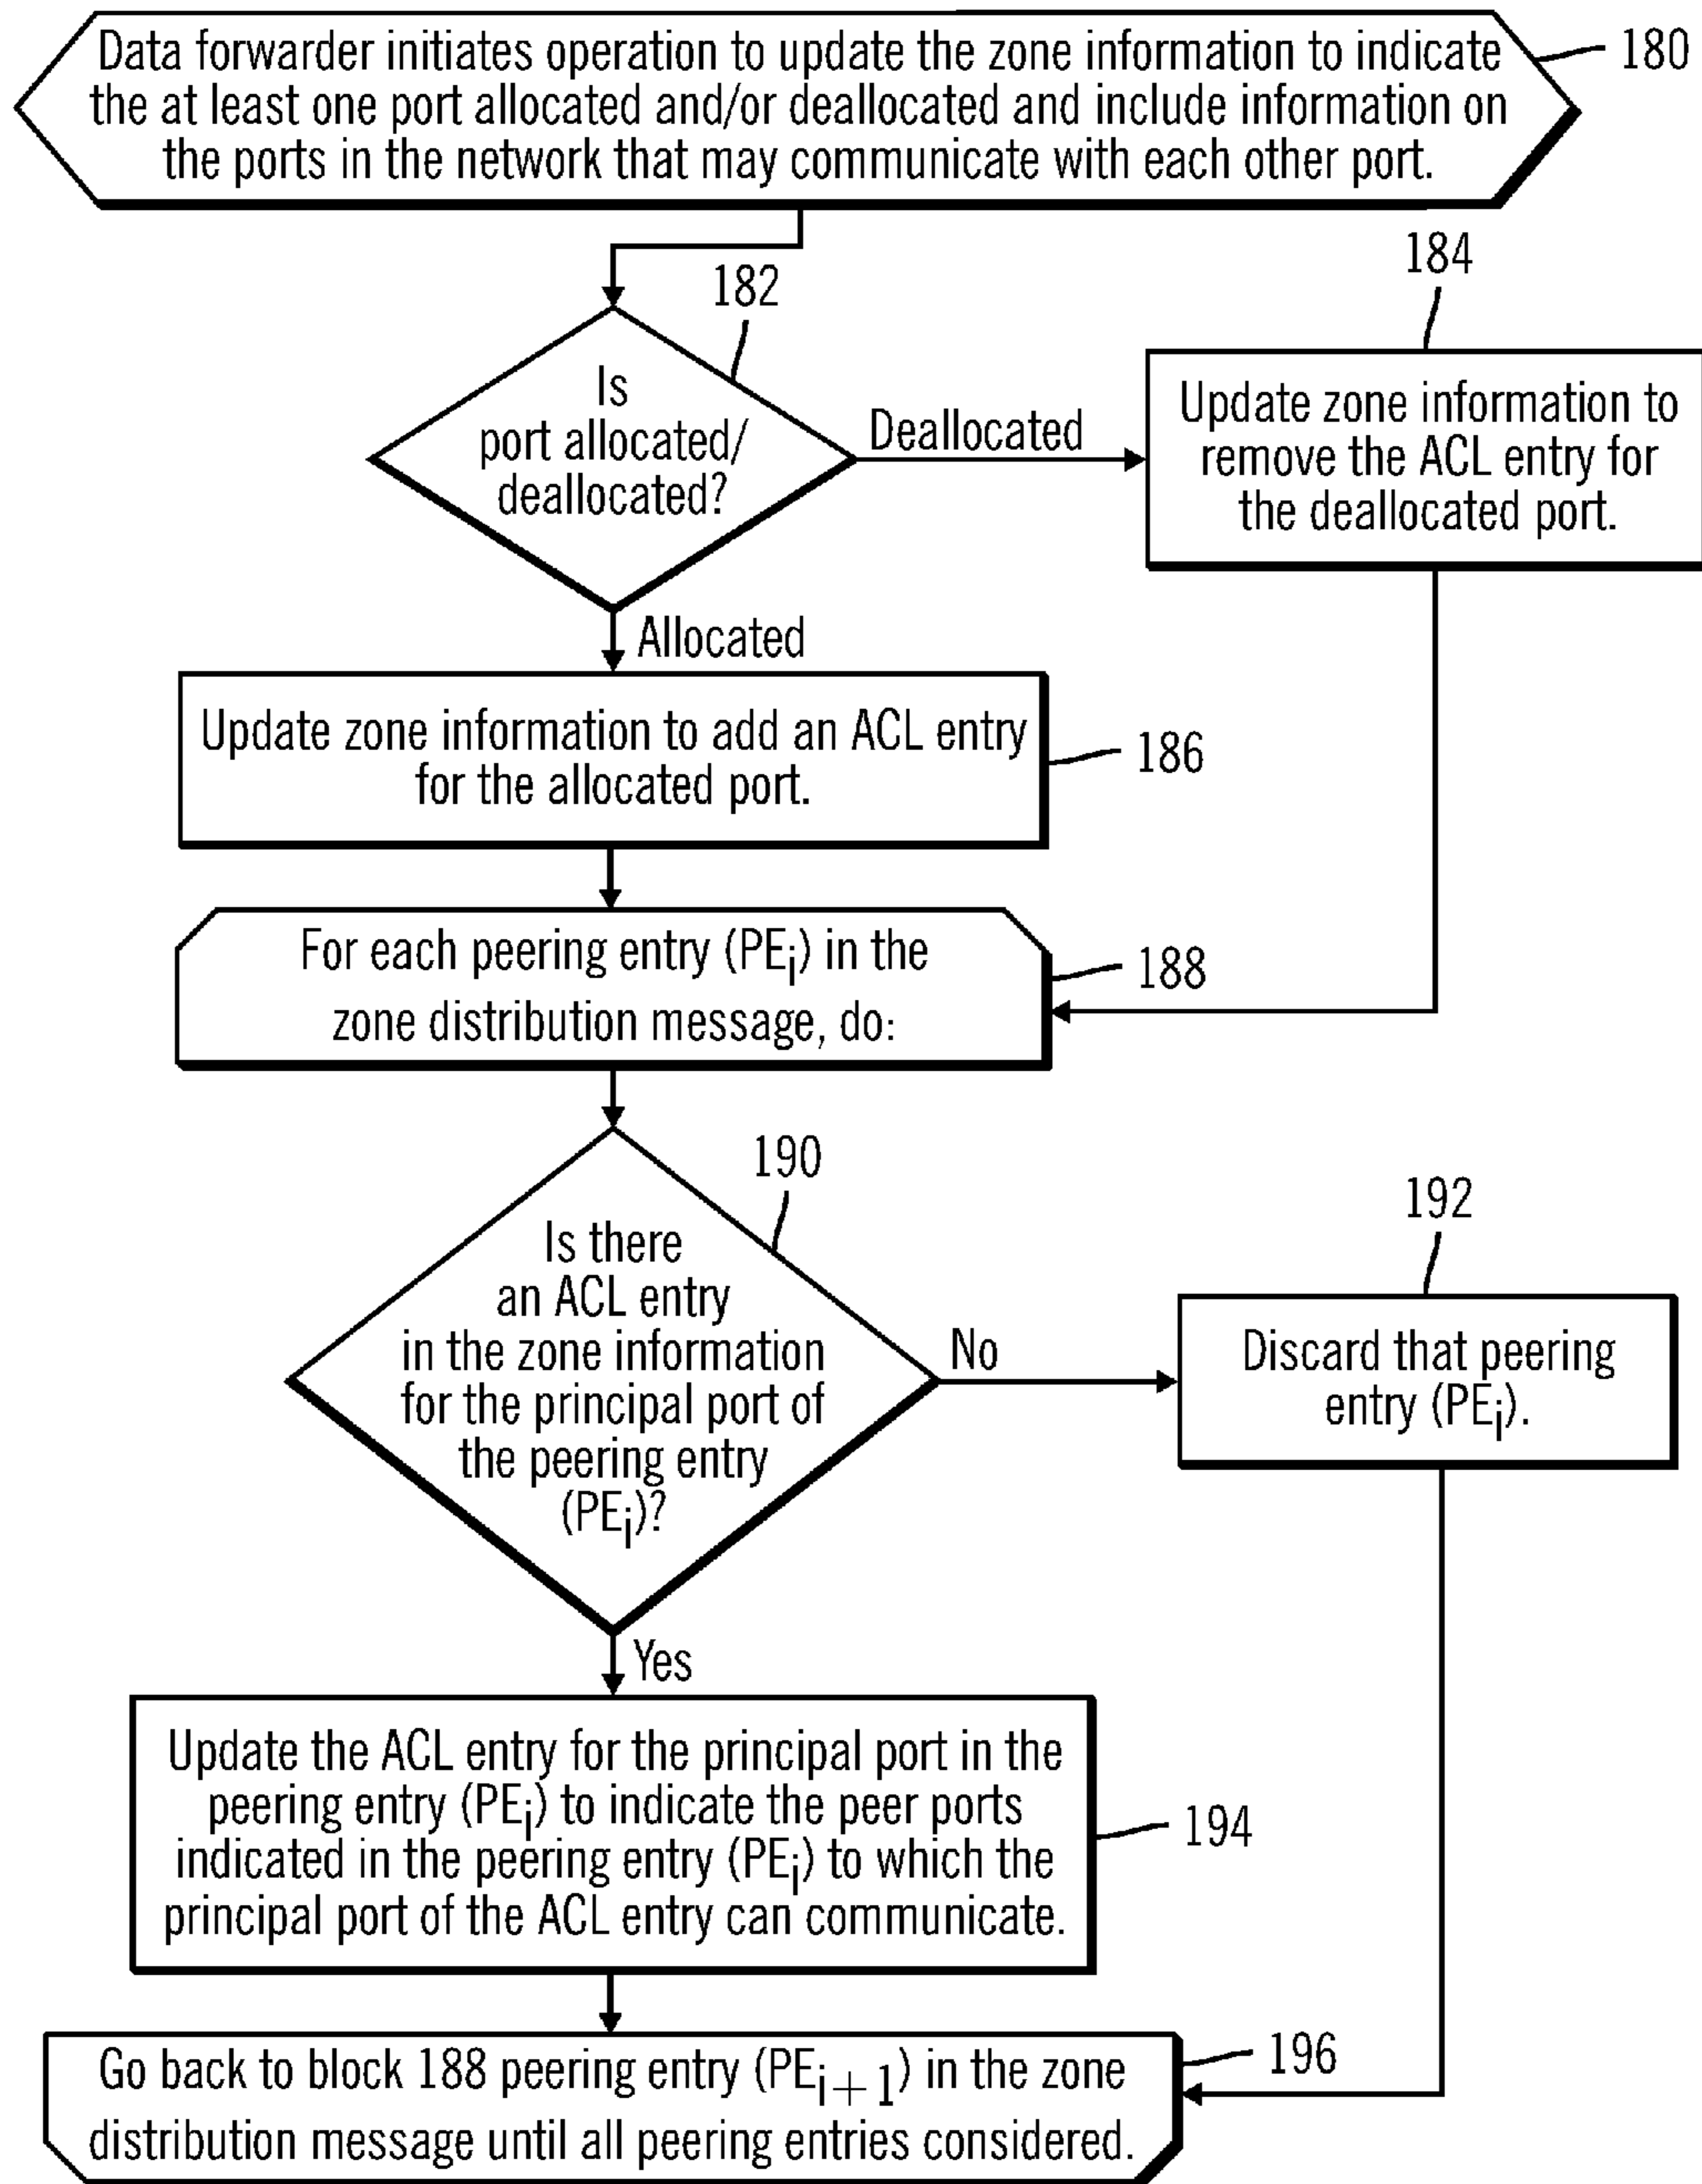 Data forwarder initiates operation to update the zone information to indicate
the at least one port allocated and/or deallocated and include information on
the ports in the network that may communicate with each other port.
180
182
Is
port allocated/
deallocated?
Deallocated
184
Update zone information to
remove the ACL entry for
the deallocated port.
Allocated
Update zone information to add an ACL entry
for the allocated port.
186
For each peering entry (PEi) in the
zone distribution message, do:
188
190
Is there
an ACL entry
in the zone information
for the principal port of
the peering entry
(PEi)?
No
192
Discard that peering
entry (PEi).
Yes
Update the ACL entry for the principal port in the
peering entry (PEi) to indicate the peer ports
indicated in the peering entry (PEi) to which the
principal port of the ACL entry can communicate.
194
Go back to block 188 peering entry (PEi+1) in the zone
distribution message until all peering entries considered.
196